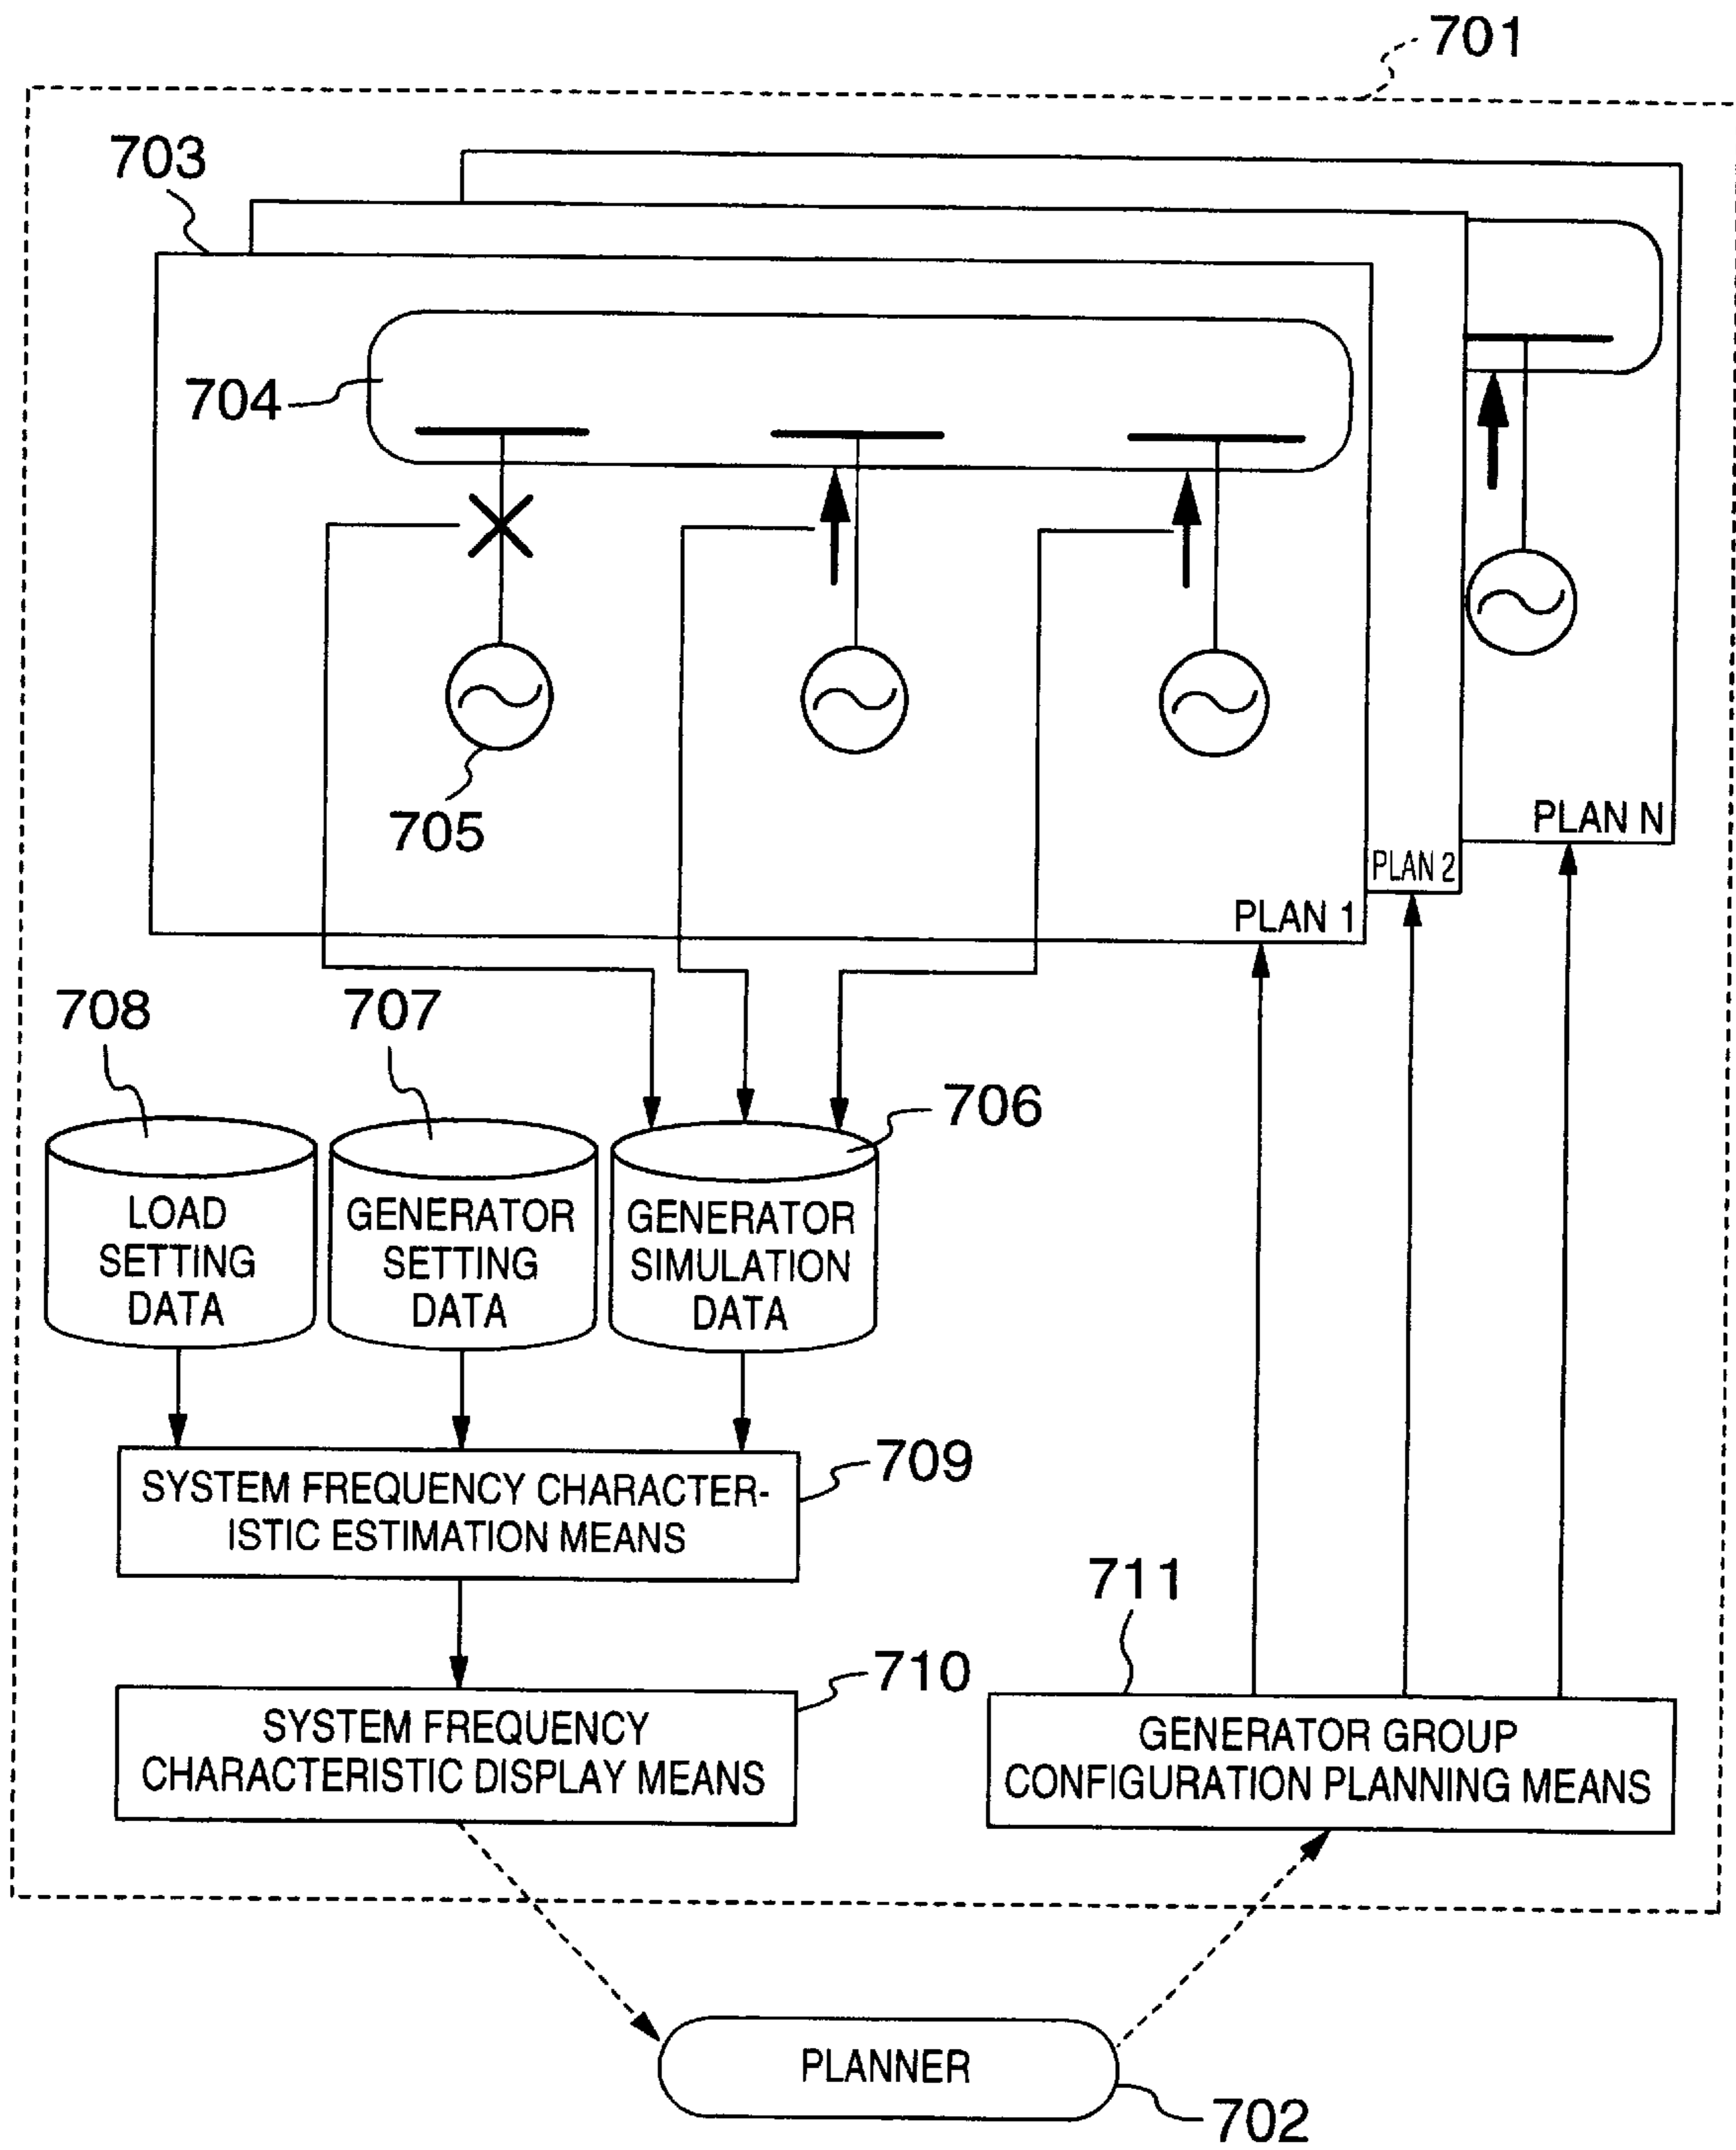 701
703
704
705
PLAN N
PLAN 2
PLAN 1
708
707
706
LOAD
SETTING
DATA
GENERATOR
SETTING
DATA
GENERATOR
SIMULATION
DATA
709
SYSTEM FREQUENCY CHARACTER-
ISTIC ESTIMATION MEANS
711
710
SYSTEM FREQUENCY
CHARACTERISTIC DISPLAY MEANS
GENERATOR GROUP
CONFIGURATION PLANNING MEANS
PLANNER
702